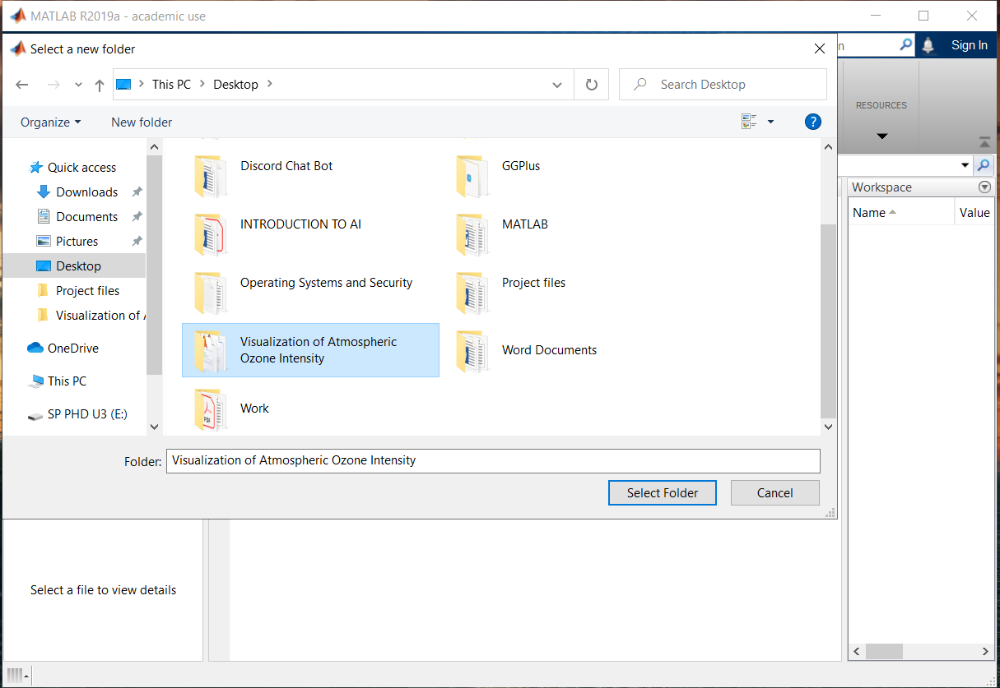 MATLAB R2019a - academic use
Select a new folder
n
Sign In
This PC > Desktop >
Search Desktop
Organize
New folder
?
RESOURCES
Quick access
Downloads
Documents
Pictures
Desktop
Project files
Visualization of A
OneDrive
This PC
SP PHD U3 (E:)
Discord Chat Bot
GGPlus
INTRODUCTION TO AI
MATLAB
Operating Systems and Security
Project files
Visualization of Atmospheric
Ozone Intensity
Word Documents
PDF
Work
Workspace
Name
Value
Folder: Visualization of Atmospheric Ozone Intensity
Select Folder
Cancel
Select a file to view details